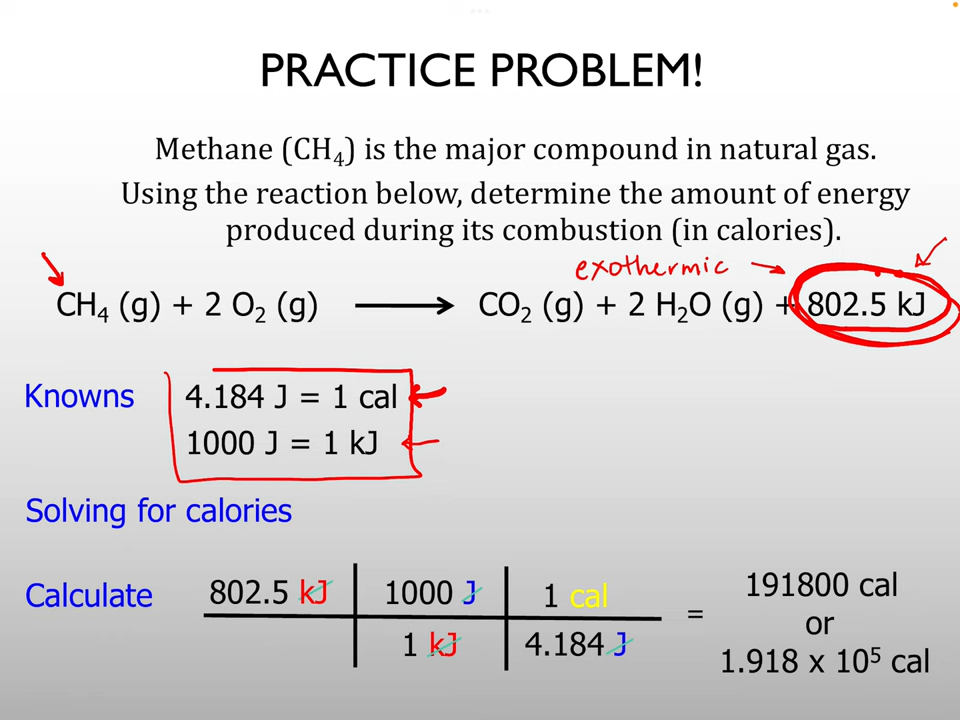 PRACTICE PROBLEM!
Methane (CH₄) is the major compound in natural gas.
Using the reaction below, determine the amount of energy
produced during its combustion (in calories).
exothermic
CH₄ (g) + 2 O₂ (g) ⟶ CO₂ (g) + 2 H₂O (g) + 802.5 kJ
Knowns 4.184 J = 1 cal
1000 J = 1 kJ
Solving for calories
Calculate 802.5 kJ 1000 J 1 cal
1 kJ 4.184 J
= 191800 cal
or
1.918 x 10⁵ cal